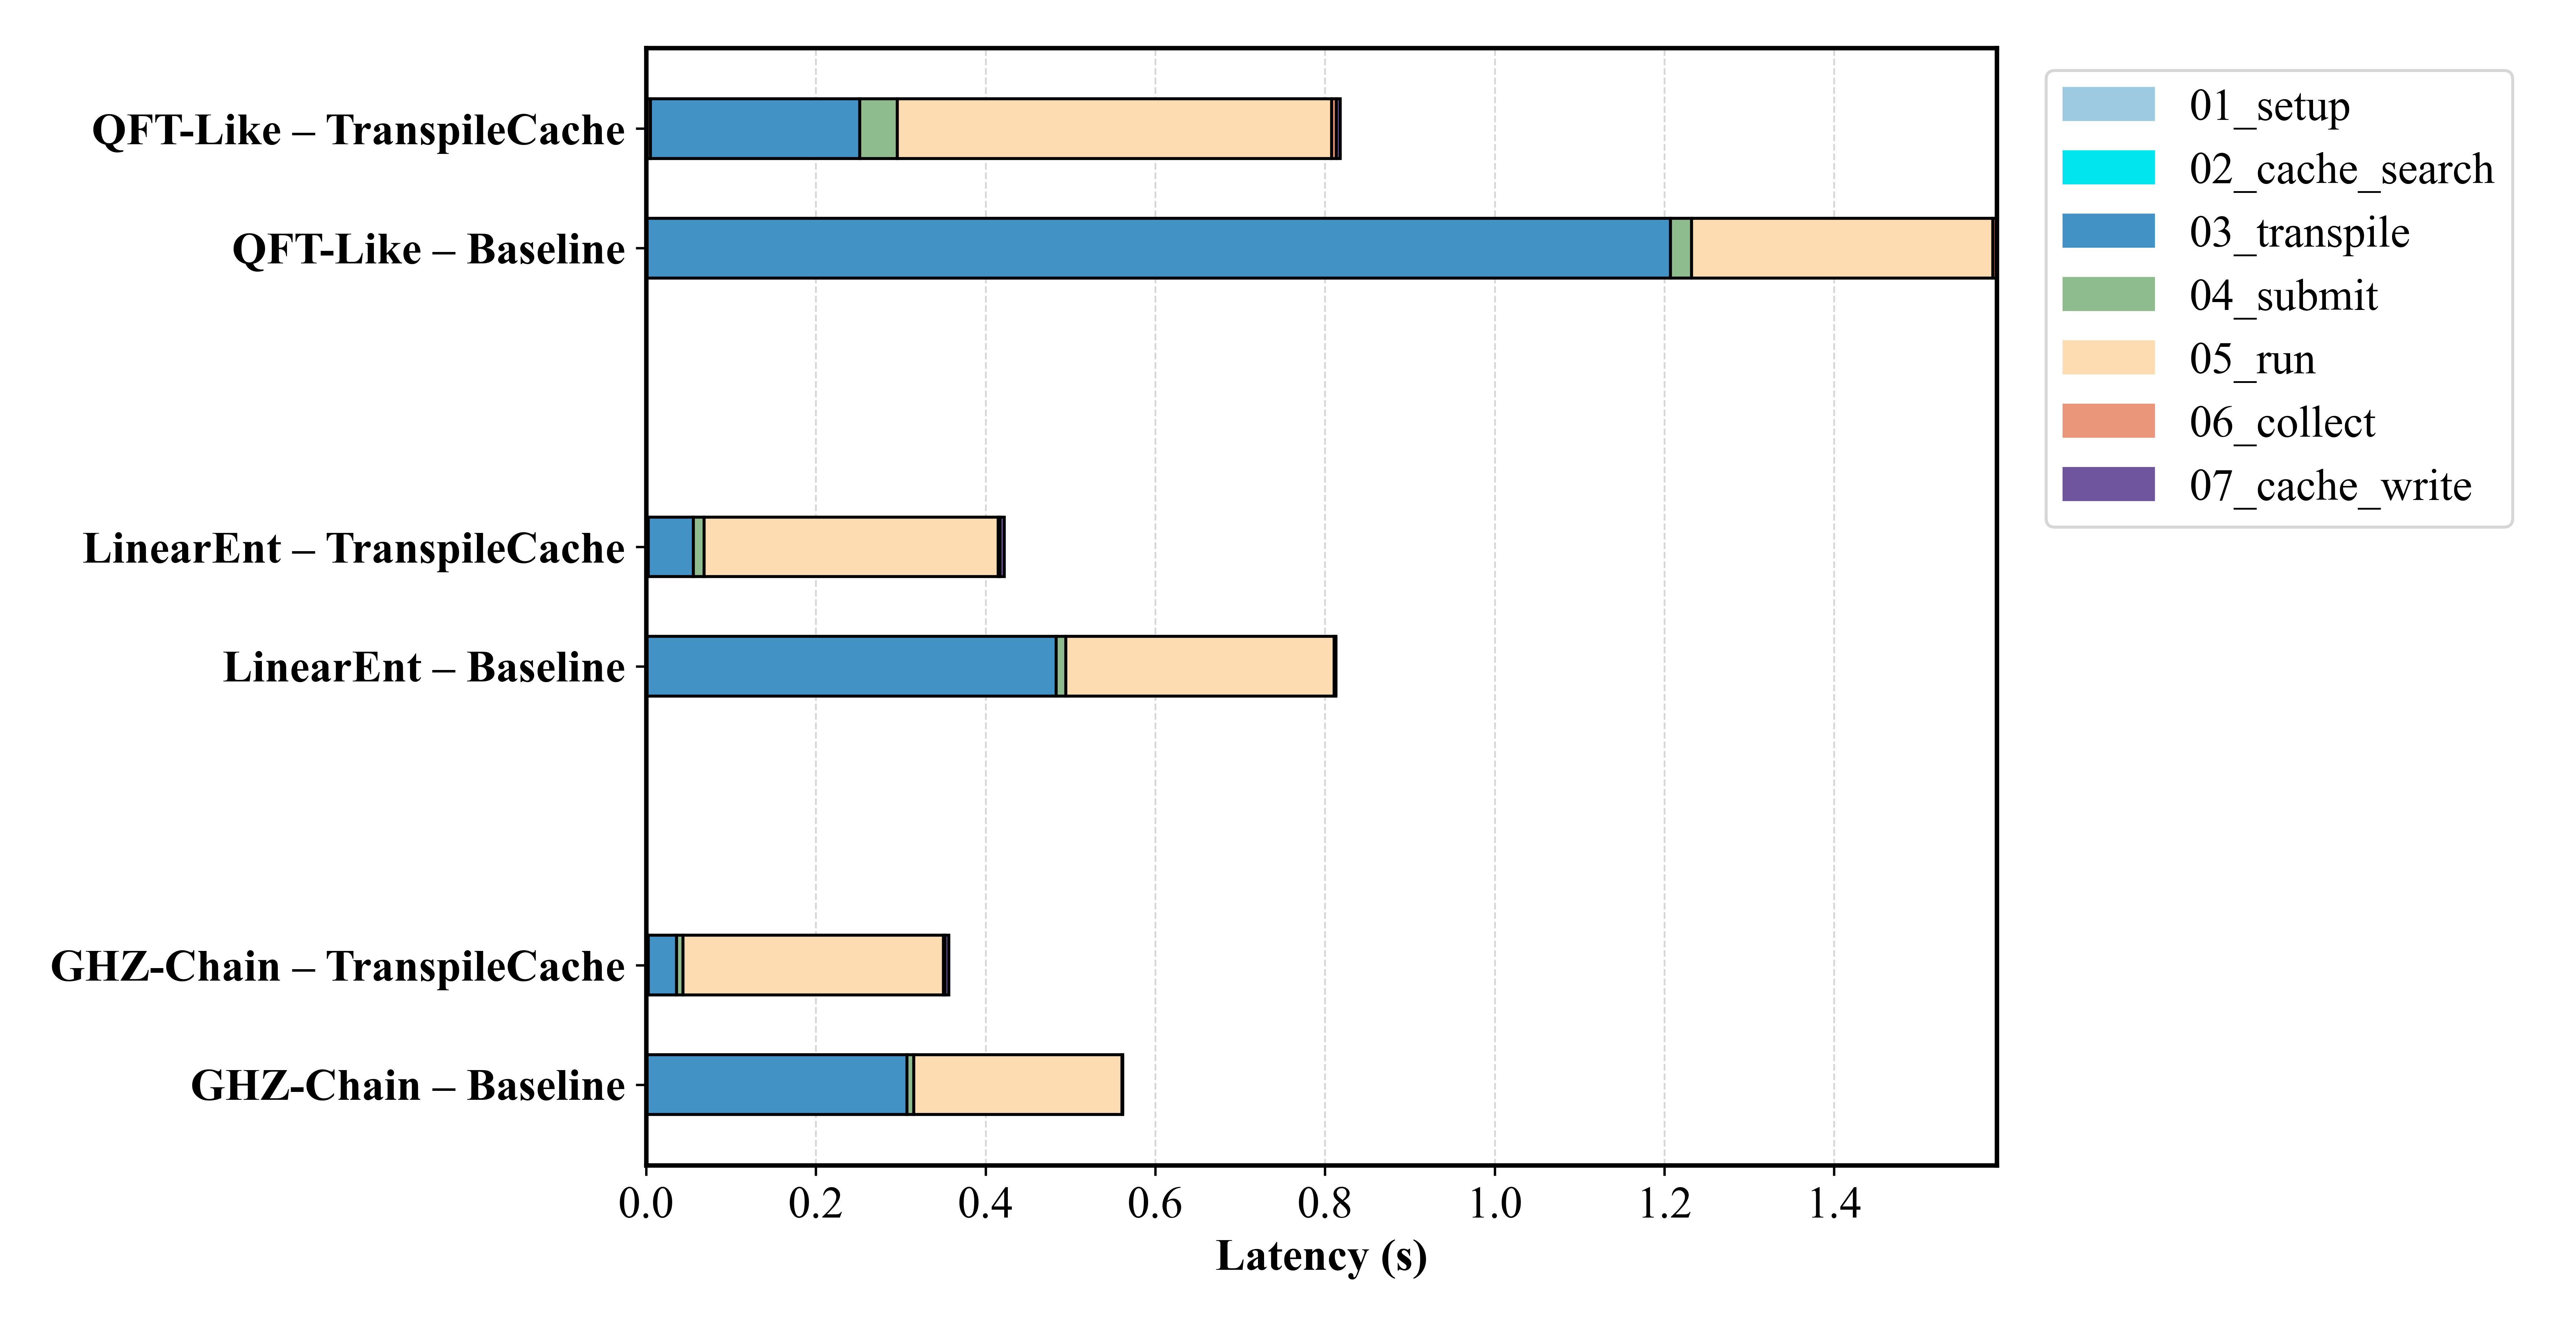 QFT-Like – TranspileCache
QFT-Like – Baseline
LinearEnt – TranspileCache
LinearEnt – Baseline
GHZ-Chain – TranspileCache
GHZ-Chain – Baseline
0.0 0.2 0.4 0.6 0.8 1.0 1.2 1.4
Latency (s)
01_setup
02_cache_search
03_transpile
04_submit
05_run
06_collect
07_cache_write